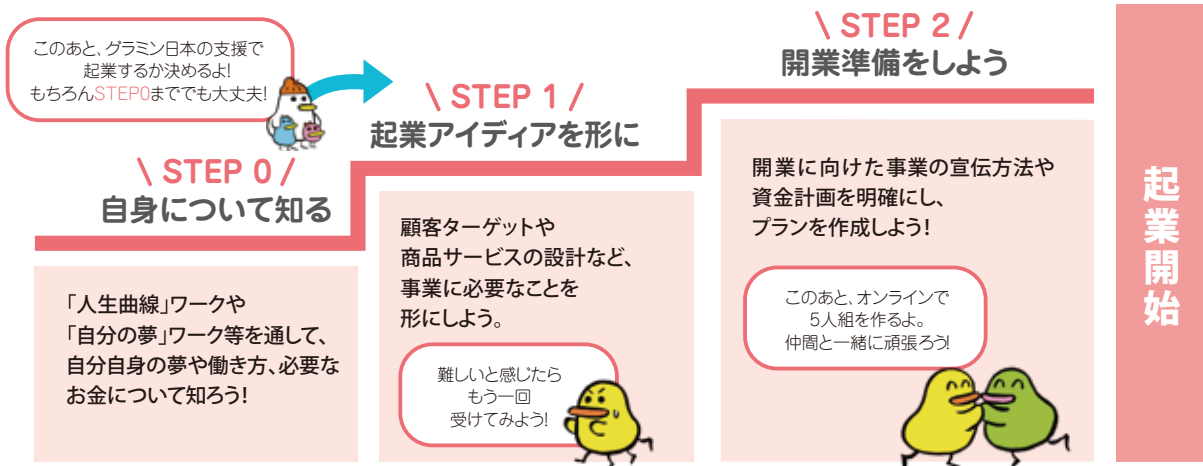 このあと、グラミン日本の支援で
起業するか決めるよ!
もちろんSTEP0まででも大丈夫!
\ STEP 0 /
自身について知る
「人生曲線」ワークや
「自分の夢」ワーク等を通して、
自分自身の夢や働き方、必要な
お金について知ろう!
\ STEP 1 /
起業アイディアを形に
顧客ターゲットや
商品サービスの設計など、
事業に必要なことを
形にしよう。
難しいと感じたら
もう一回
受けてみよう!
\ STEP 2 /
開業準備をしよう
開業に向けた事業の宣伝方法や
資金計画を明確にし、
プランを作成しよう!
このあと、オンラインで
5人組を作るよ。
仲間と一緒に頑張ろう!
起業開始